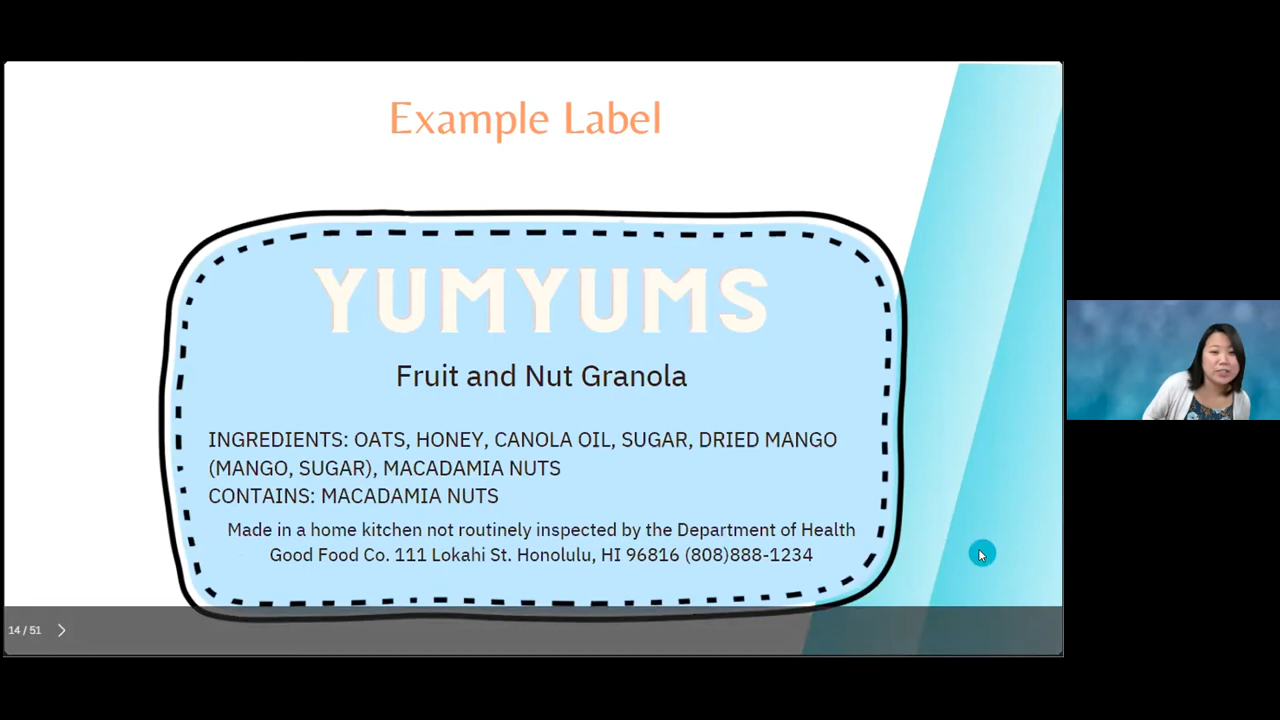 Example Label
YUMYUMS
Fruit and Nut Granola
INGREDIENTS: OATS, HONEY, CANOLA OIL, SUGAR, DRIED MANGO
(MANGO, SUGAR), MACADAMIA NUTS
CONTAINS: MACADAMIA NUTS
Made in a home kitchen not routinely inspected by the Department of Health
Good Food Co. 111 Lokahi St. Honolulu, HI 96816 (808)888-1234
14 / 51